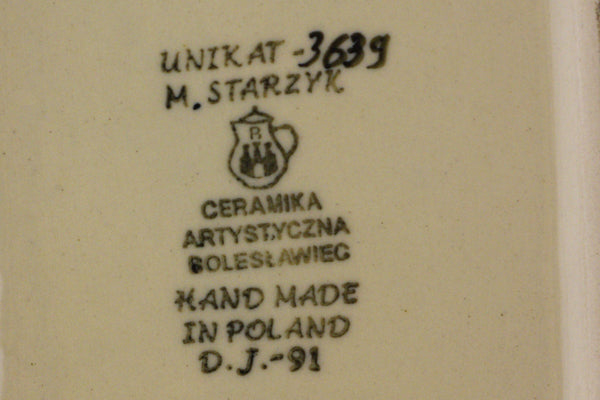 UNIKAT-3639
M. STARZYK
B
CERAMIKA
ARTYSTYCZNA
BOLESŁAWIEC
HAND MADE
IN POLAND
D.J.-91